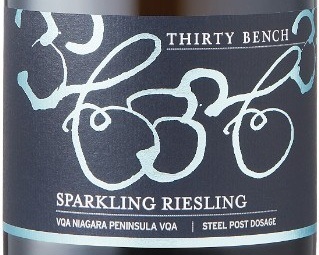 THIRTY BENCH
SPARKLING RIESLING
VQA NIAGARA PENINSULA VQA | STEEL POST DOSAGE